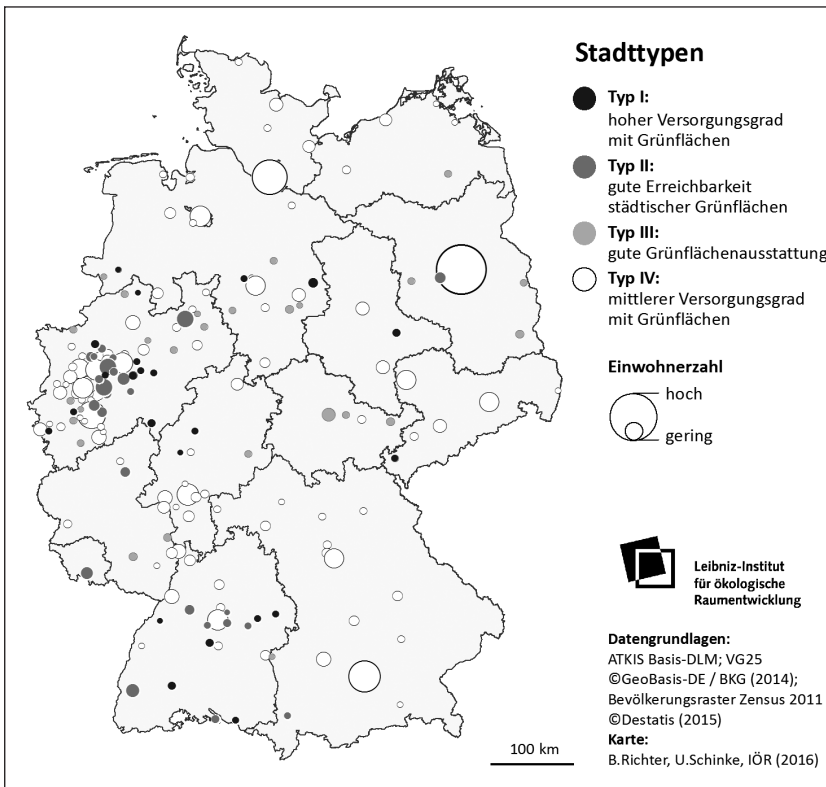 Stadttypen
Typ I:
hoher Versorgungsgrad
mit Grünflächen
Typ II:
gute Erreichbarkeit
städtischer Grünflächen
Typ III:
gute Grünflächenausstattung
Typ IV:
mittlerer Versorgungsgrad
mit Grünflächen
Einwohnerzahl
hoch
gering
Leibniz-Institut
für ökologische
Raumentwicklung
Datengrundlagen:
ATKIS Basis-DLM; VG25
©GeoBasis-DE / BKG (2014);
Bevölkerungsraster Zensus 2011
©Destatis (2015)
Karte:
B.Richter, U.Schinke, IÖR (2016)
100 km